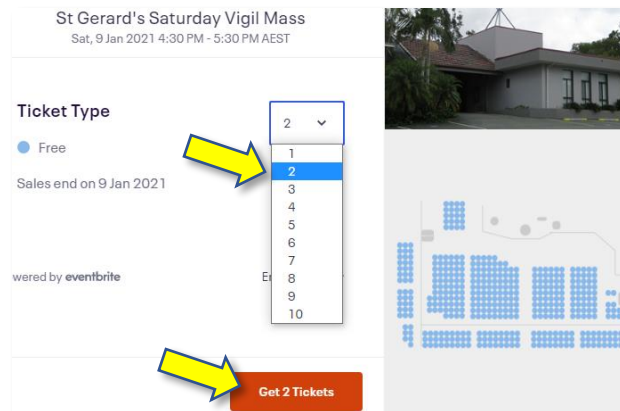 St Gerard's Saturday Vigil Mass
Sat, 9 Jan 2021 4:30 PM - 5:30 PM AEST
Ticket Type
2
Free
Sales end on 9 Jan 2021
1
2
3
4
5
6
7
8
9
10
wered by eventbrite
Get 2 Tickets